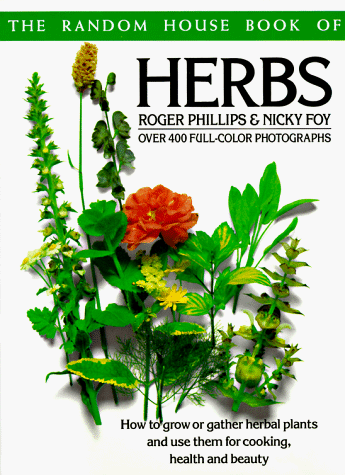 THE RANDOM HOUSE BOOK OF
HERBS
ROGER PHILLIPS & NICKY FOY
OVER 400 FULL-COLOR PHOTOGRAPHS
How to grow or gather herbal plants
and use them for cooking,
health and beauty